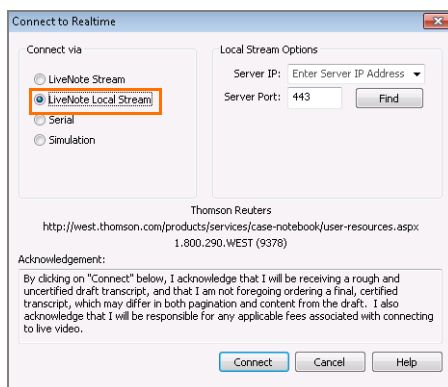 Connect to Realtime
Connect via
LiveNote Stream
LiveNote Local Stream
Serial
Simulation
Local Stream Options
Server IP: Enter Server IP Address
Server Port: 443 Find
Thomson Reuters
http://west.thomson.com/products/services/case-notebook/user-resources.aspx
1.800.290.WEST (9378)
Acknowledgement:
By clicking on "Connect" below, I acknowledge that I will be receiving a rough and
uncertified draft transcript, and that I am not foregoing ordering a final, certified
transcript, which may differ in both pagination and content from the draft. I also
acknowledge that I will be responsible for any applicable fees associated with connecting
to live video.
Connect Cancel Help